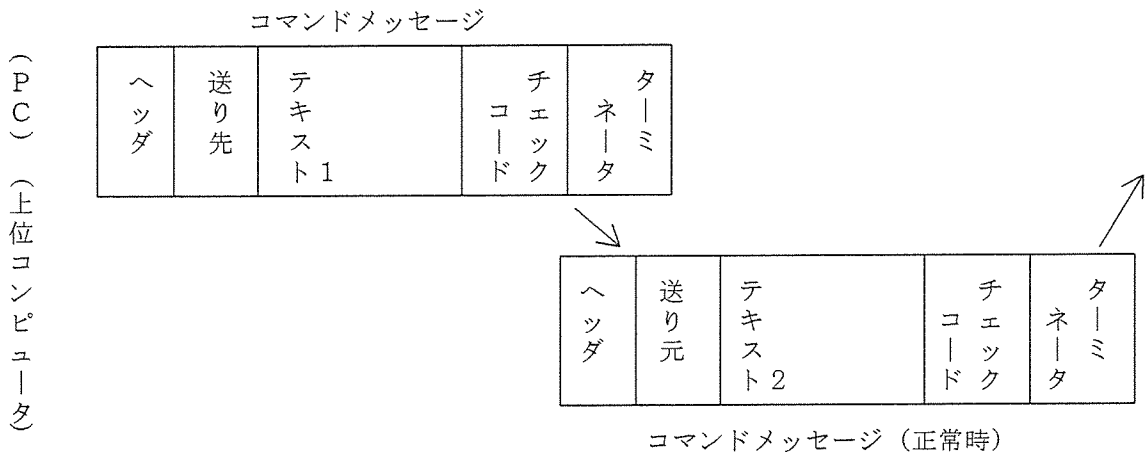 コマンドメッセージ
(PC)
(上位コンピュータ)
ヘッダ
送り先
テキスト1
チェック
コード
ターミ
ネータ
ヘッダ
送り元
テキスト2
チェック
コード
ターミ
ネータ
コマンドメッセージ(正常時)